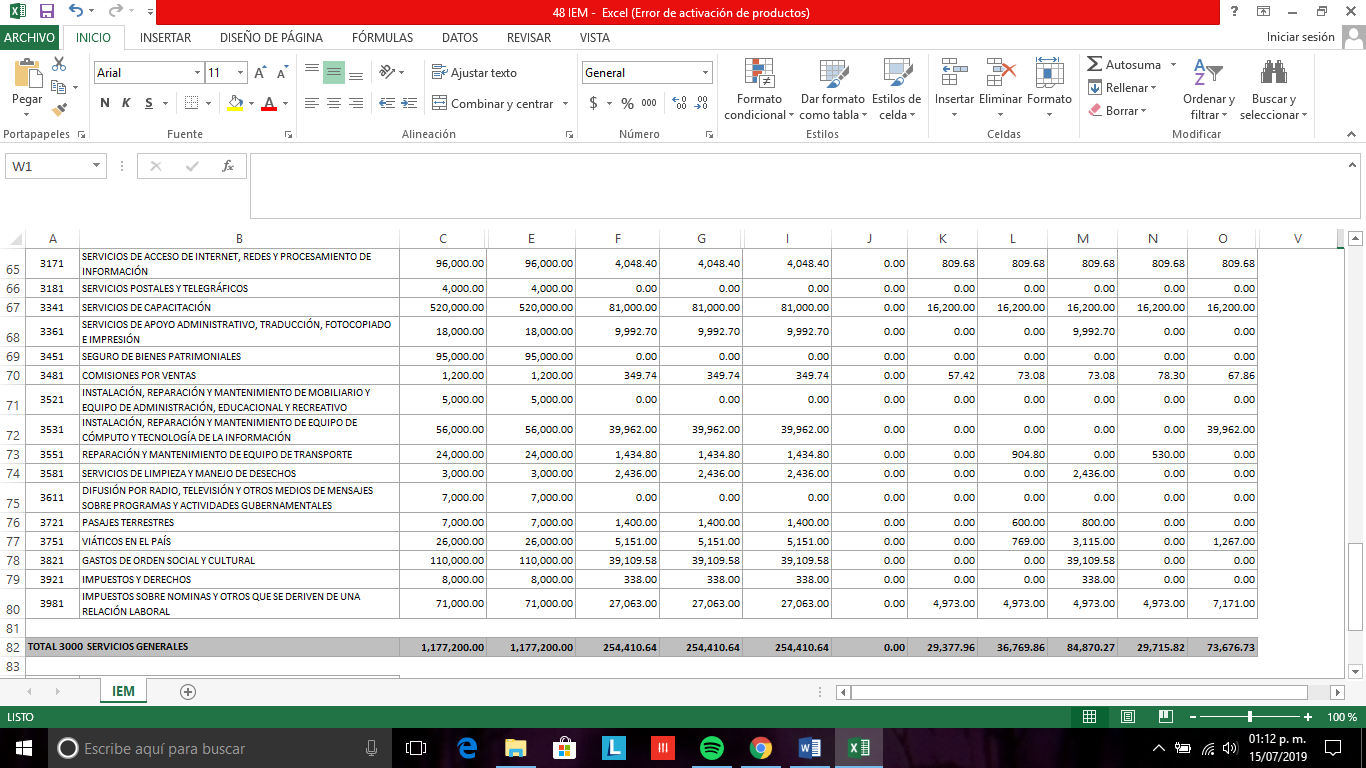 48 IEM - Excel (Error de activación de productos)
ARCHIVO INICIO INSERTAR DISEÑO DE PÁGINA FÓRMULAS DATOS REVISAR VISTA Iniciar sesión
Pegar
Portapapeles
Arial 11
N K S
Fuente
Ajustar texto
Combinar y centrar
Alineación
General
$ % 000
Número
Formato condicional
Dar formato como tabla
Estilos de celda
Estilos
Insertar Eliminar Formato
Celdas
Autosuma
Rellenar
Borrar
Ordenar y filtrar
Buscar y seleccionar
Modificar
W1 fx
A B C E F G I J K L M N O V
65 3171 SERVICIOS DE ACCESO DE INTERNET, REDES Y PROCESAMIENTO DE
INFORMACIÓN 96,000.00 96,000.00 4,048.40 4,048.40 4,048.40 0.00 809.68 809.68 809.68 809.68 809.68
66 3181 SERVICIOS POSTALES Y TELEGRÁFICOS 4,000.00 4,000.00 0.00 0.00 0.00 0.00 0.00 0.00 0.00 0.00 0.00
67 3341 SERVICIOS DE CAPACITACIÓN 520,000.00 520,000.00 81,000.00 81,000.00 81,000.00 0.00 16,200.00 16,200.00 16,200.00 16,200.00 16,200.00
68 3361 SERVICIOS DE APOYO ADMINISTRATIVO, TRADUCCIÓN, FOTOCOPIADO
E IMPRESIÓN 18,000.00 18,000.00 9,992.70 9,992.70 9,992.70 0.00 0.00 0.00 9,992.70 0.00 0.00
69 3451 SEGURO DE BIENES PATRIMONIALES 95,000.00 95,000.00 0.00 0.00 0.00 0.00 0.00 0.00 0.00 0.00 0.00
70 3481 COMISIONES POR VENTAS 1,200.00 1,200.00 349.74 349.74 349.74 0.00 57.42 73.08 73.08 78.30 67.86
71 3521 INSTALACIÓN, REPARACIÓN Y MANTENIMIENTO DE MOBILIARIO Y
EQUIPO DE ADMINISTRACIÓN, EDUCACIONAL Y RECREATIVO 5,000.00 5,000.00 0.00 0.00 0.00 0.00 0.00 0.00 0.00 0.00 0.00
72 3531 INSTALACIÓN, REPARACIÓN Y MANTENIMIENTO DE EQUIPO DE
CÓMPUTO Y TECNOLOGÍA DE LA INFORMACIÓN 56,000.00 56,000.00 39,962.00 39,962.00 39,962.00 0.00 0.00 0.00 0.00 0.00 39,962.00
73 3551 REPARACIÓN Y MANTENIMIENTO DE EQUIPO DE TRANSPORTE 24,000.00 24,000.00 1,434.80 1,434.80 1,434.80 0.00 0.00 904.80 0.00 530.00 0.00
74 3581 SERVICIOS DE LIMPIEZA Y MANEJO DE DESECHOS 3,000.00 3,000.00 2,436.00 2,436.00 2,436.00 0.00 0.00 0.00 2,436.00 0.00 0.00
75 3611 DIFUSIÓN POR RADIO, TELEVISIÓN Y OTROS MEDIOS DE MENSAJES
SOBRE PROGRAMAS Y ACTIVIDADES GUBERNAMENTALES 7,000.00 7,000.00 0.00 0.00 0.00 0.00 0.00 0.00 0.00 0.00 0.00
76 3721 PASAJES TERRESTRES 7,000.00 7,000.00 1,400.00 1,400.00 1,400.00 0.00 0.00 600.00 800.00 0.00 0.00
77 3751 VIÁTICOS EN EL PAÍS 26,000.00 26,000.00 5,151.00 5,151.00 5,151.00 0.00 0.00 769.00 3,115.00 0.00 1,267.00
78 3821 GASTOS DE ORDEN SOCIAL Y CULTURAL 110,000.00 110,000.00 39,109.58 39,109.58 39,109.58 0.00 0.00 0.00 39,109.58 0.00 0.00
79 3921 IMPUESTOS Y DERECHOS 8,000.00 8,000.00 338.00 338.00 338.00 0.00 0.00 0.00 338.00 0.00 0.00
80 3981 IMPUESTOS SOBRE NOMINAS Y OTROS QUE SE DERIVEN DE UNA
RELACIÓN LABORAL 71,000.00 71,000.00 27,063.00 27,063.00 27,063.00 0.00 4,973.00 4,973.00 4,973.00 4,973.00 7,171.00
81
82 TOTAL 3000 SERVICIOS GENERALES 1,177,200.00 1,177,200.00 254,410.64 254,410.64 254,410.64 0.00 29,377.96 36,769.86 84,870.27 29,715.82 73,676.73
83
IEM
LISTO 100 %
Escribe aquí para buscar
01:12 p. m.
15/07/2019